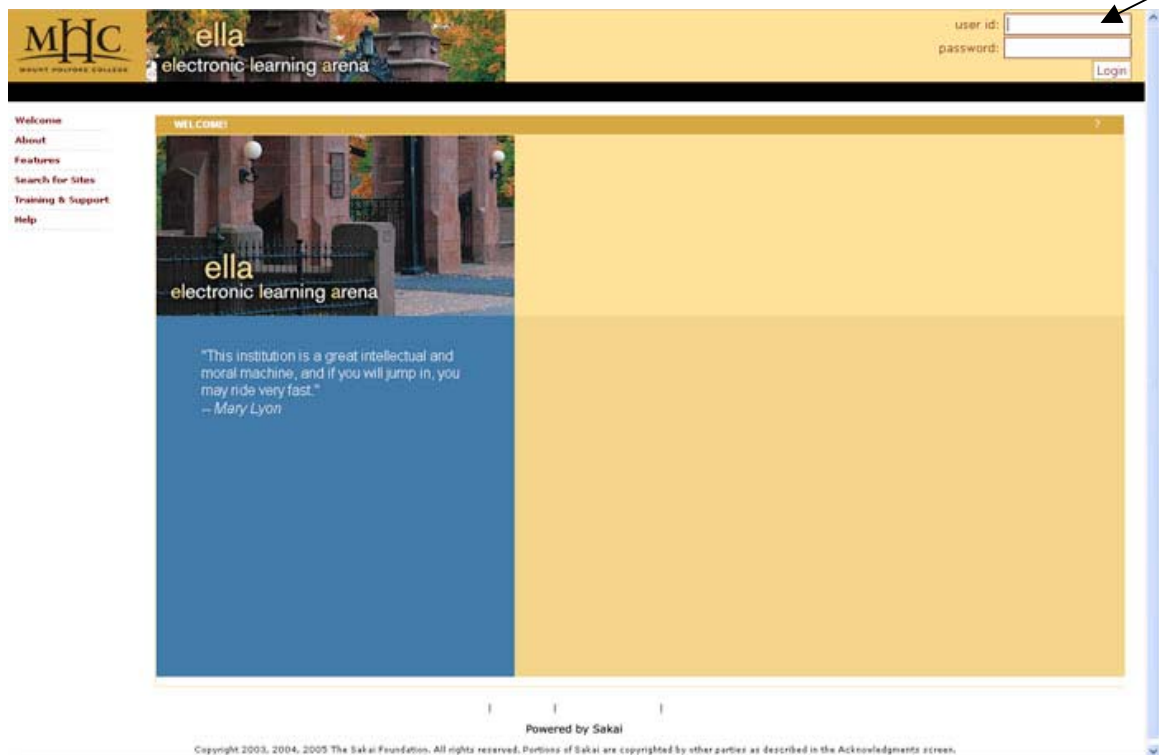 MHC
MOUNT HOLYOKE COLLEGE
ella
electronic learning arena
user id:
password:
Login
Welcome
About
Features
Search for Sites
Training & Support
Help
WELCOME!
?
ella
electronic learning arena
"This institution is a great intellectual and
moral machine, and if you will jump in, you
may ride very fast."
-- Mary Lyon
| | |
Powered by Sakai
Copyright 2003, 2004, 2005 The Sakai Foundation. All rights reserved. Portions of Sakai are copyrighted by other parties as described in the Acknowledgments screen.